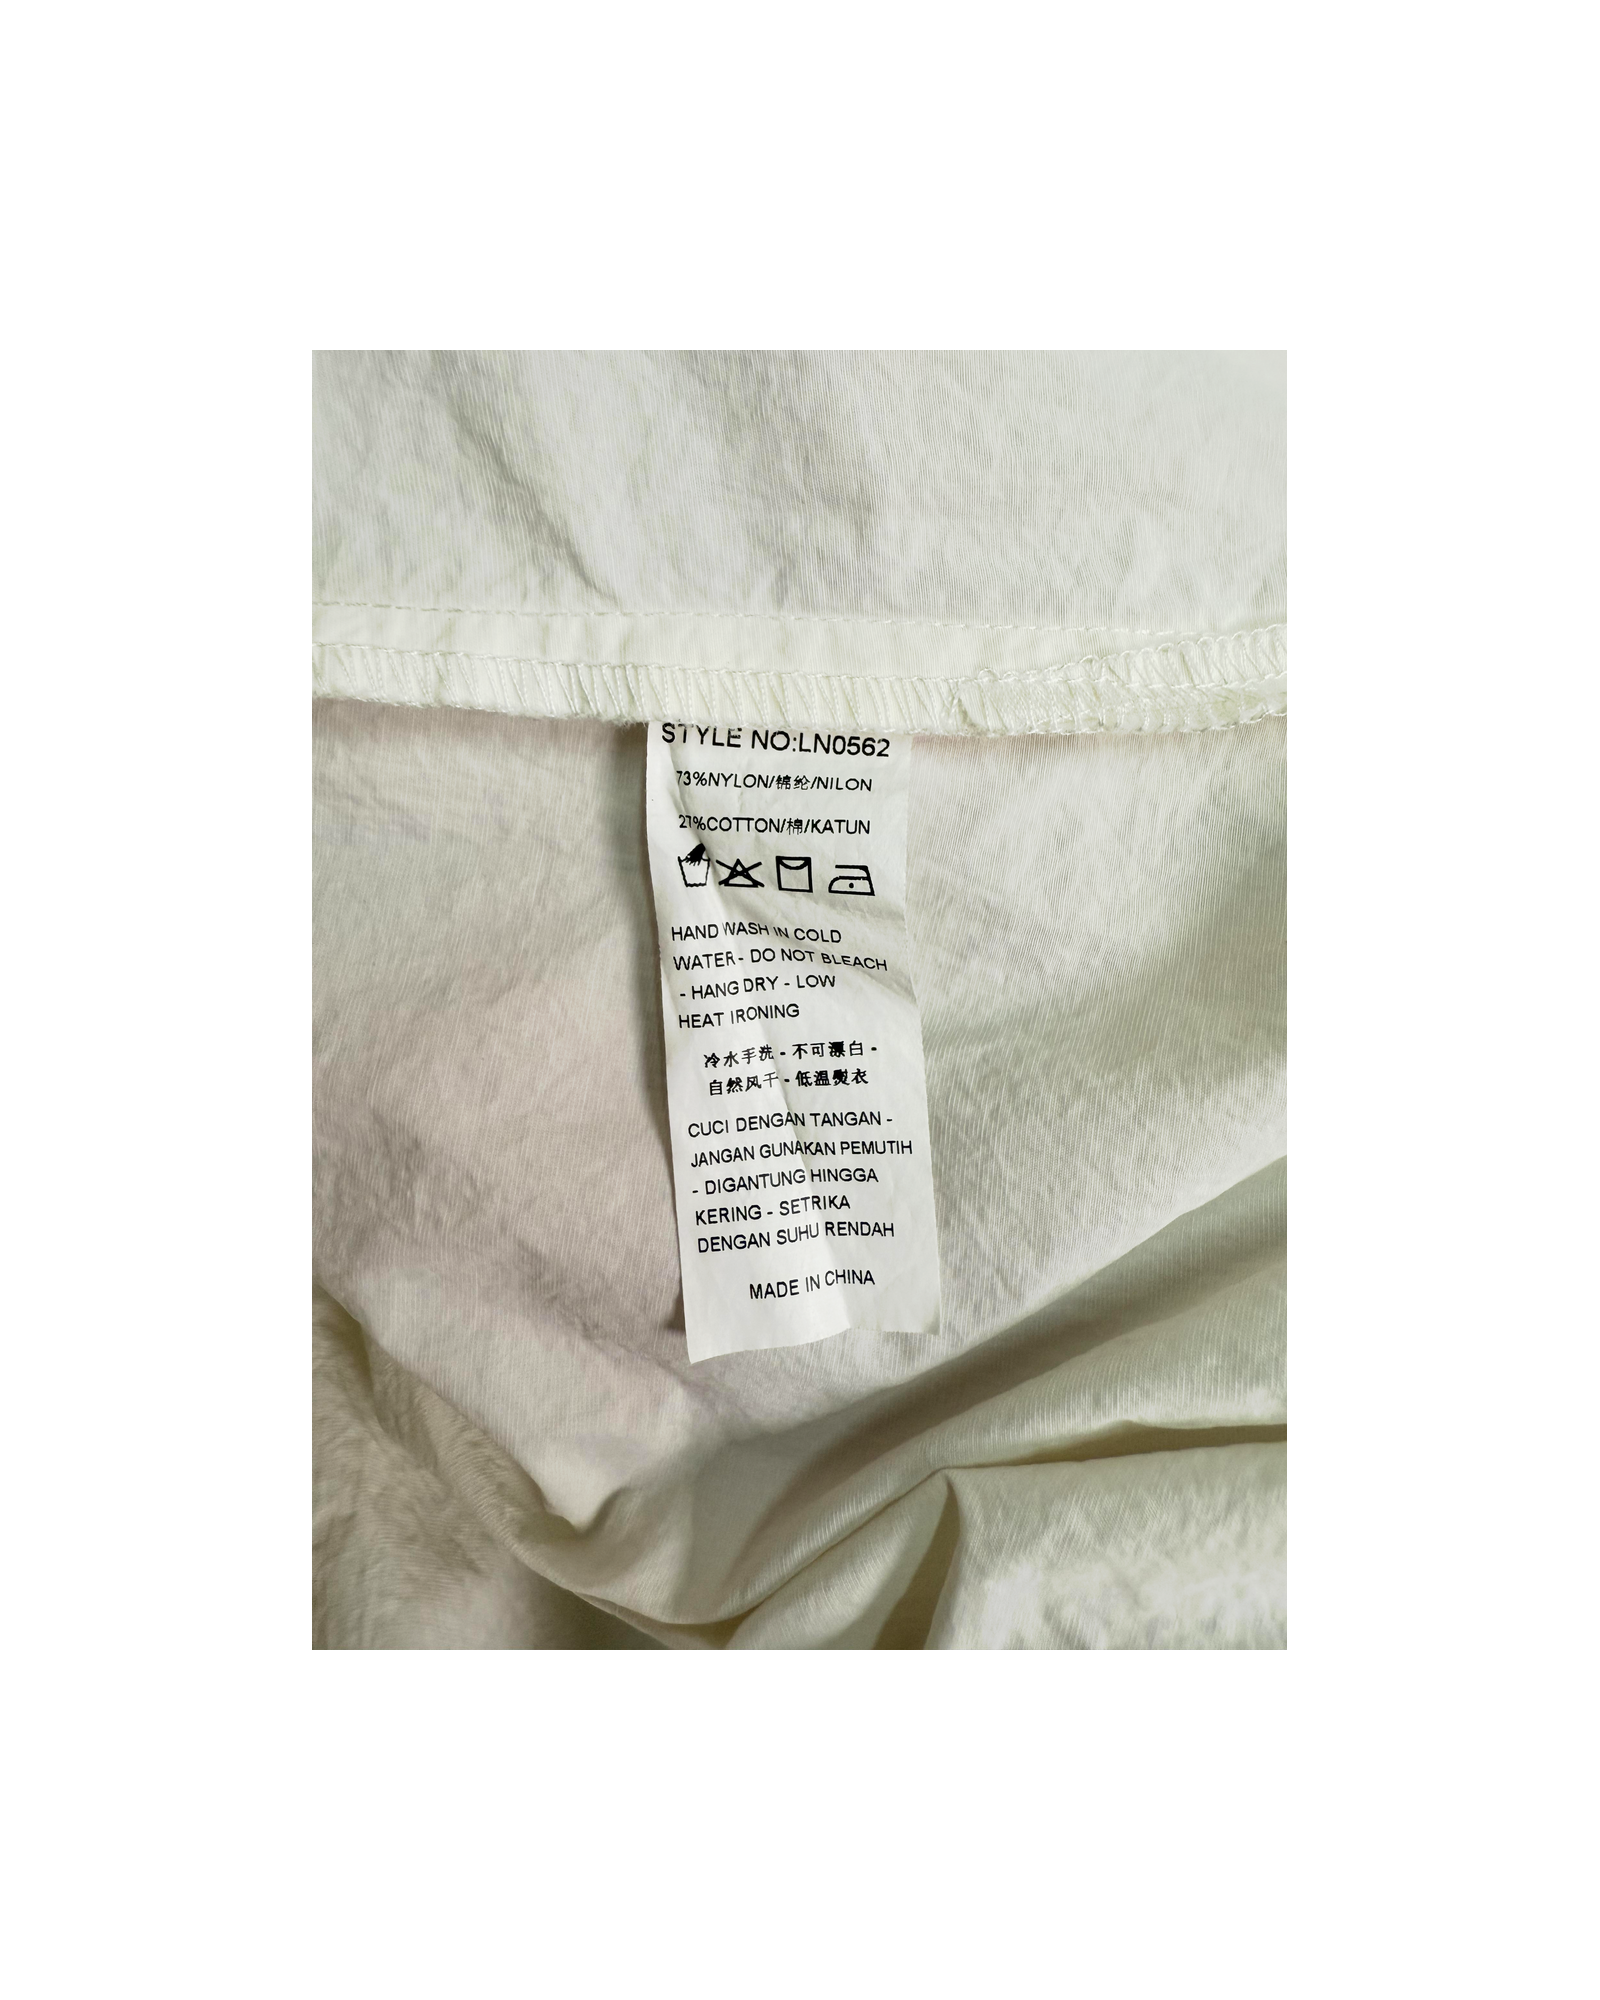 STYLE NO:LN0562
73%NYLON/锦纶/NILON
27%COTTON/棉/KATUN
HAND WASH IN COLD
WATER - DO NOT BLEACH
- HANG DRY - LOW
HEAT IRONING
冷水手洗 - 不可漂白 -
自然风干 - 低温熨衣
CUCI DENGAN TANGAN -
JANGAN GUNAKAN PEMUTIH
- DIGANTUNG HINGGA
KERING - SETRIKA
DENGAN SUHU RENDAH
MADE IN CHINA